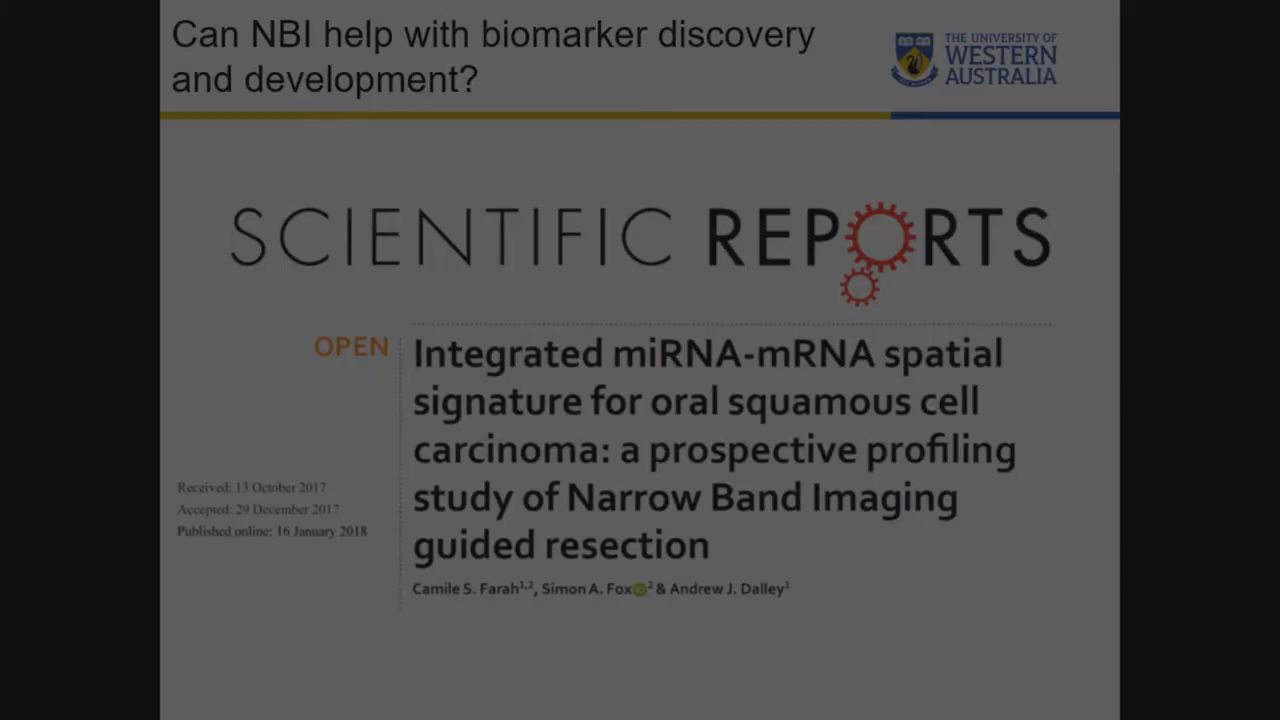 Can NBI help with biomarker discovery
and development?
THE UNIVERSITY OF
WESTERN
AUSTRALIA
SCIENTIFIC REPORTS
OPEN
Integrated miRNA-mRNA spatial
signature for oral squamous cell
carcinoma: a prospective profiling
study of Narrow Band Imaging
guided resection
Received: 13 October 2017
Accepted: 29 December 2017
Published online: 16 January 2018
Camile S. Farah1,2, Simon A. Fox2 & Andrew J. Dalley1